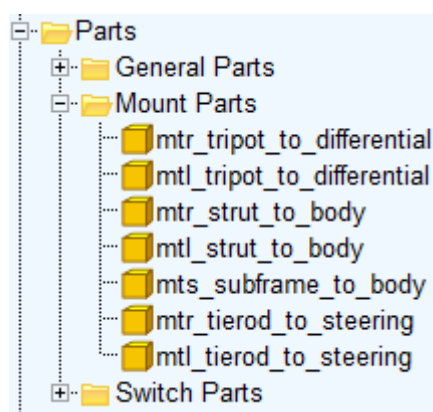 Parts
General Parts
Mount Parts
mtr_tripot_to_differential
mtl_tripot_to_differential
mtr_strut_to_body
mtl_strut_to_body
mts_subframe_to_body
mtr_tierod_to_steering
mtl_tierod_to_steering
Switch Parts